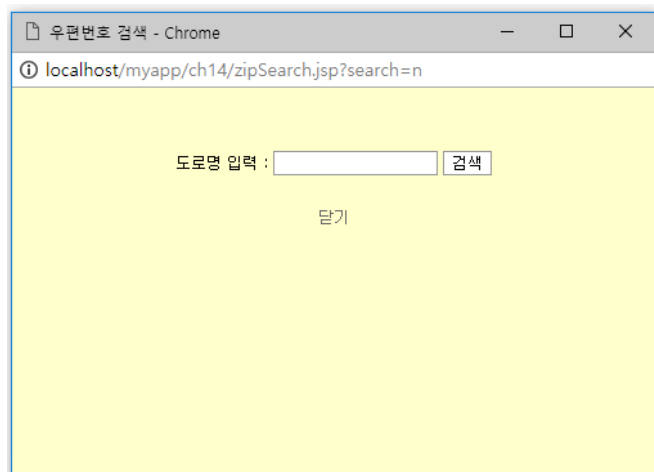 우편번호 검색 - Chrome
localhost/myapp/ch14/zipSearch.jsp?search=n
도로명 입력 : 검색
닫기